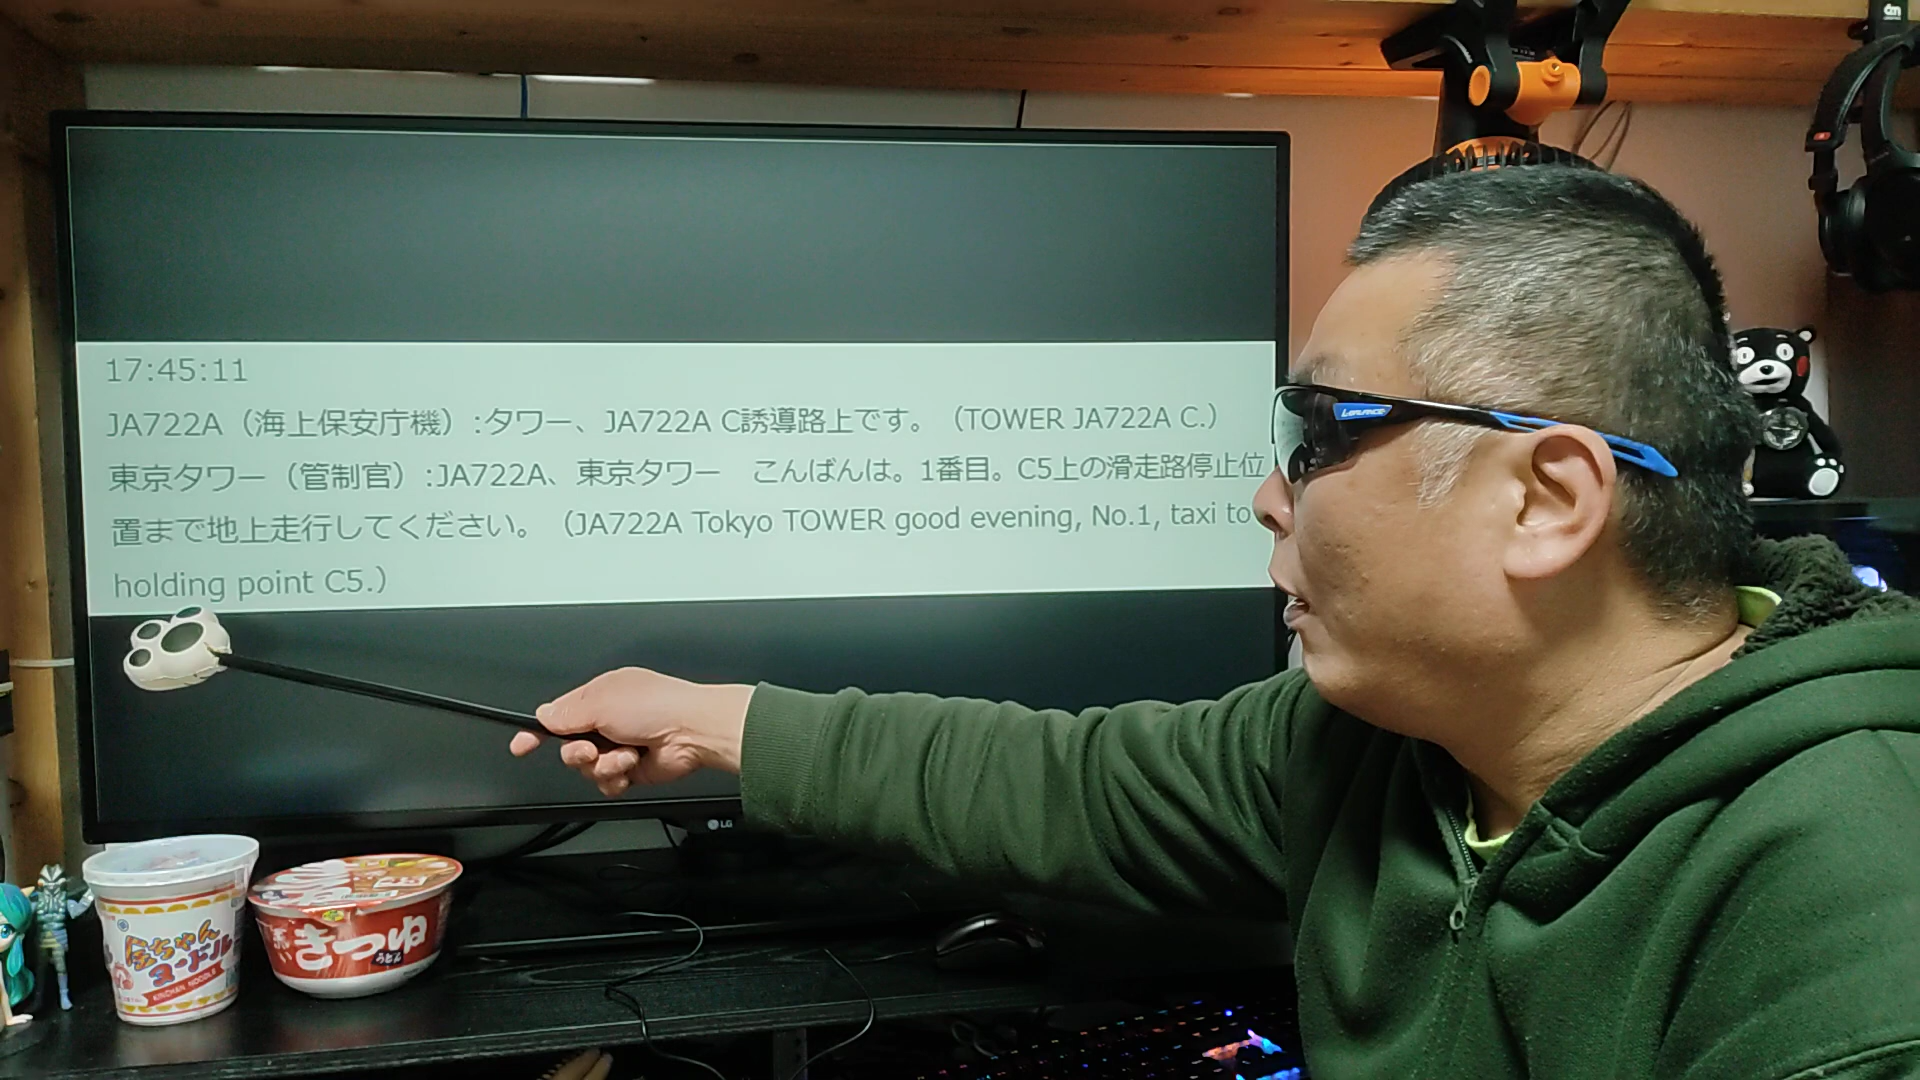 17:45:11
JA722A（海上保安庁機）:タワー、JA722A C誘導路上です。（TOWER JA722A C.）
東京タワー（管制官）:JA722A、東京タワー　こんばんは。1番目。C5上の滑走路停止位
置まで地上走行してください。（JA722A Tokyo TOWER good evening, No.1, taxi to
holding point C5.）
LG
金ちゃん
ヌードル
KINCHAN NOODLE
赤い
きつね
うどん